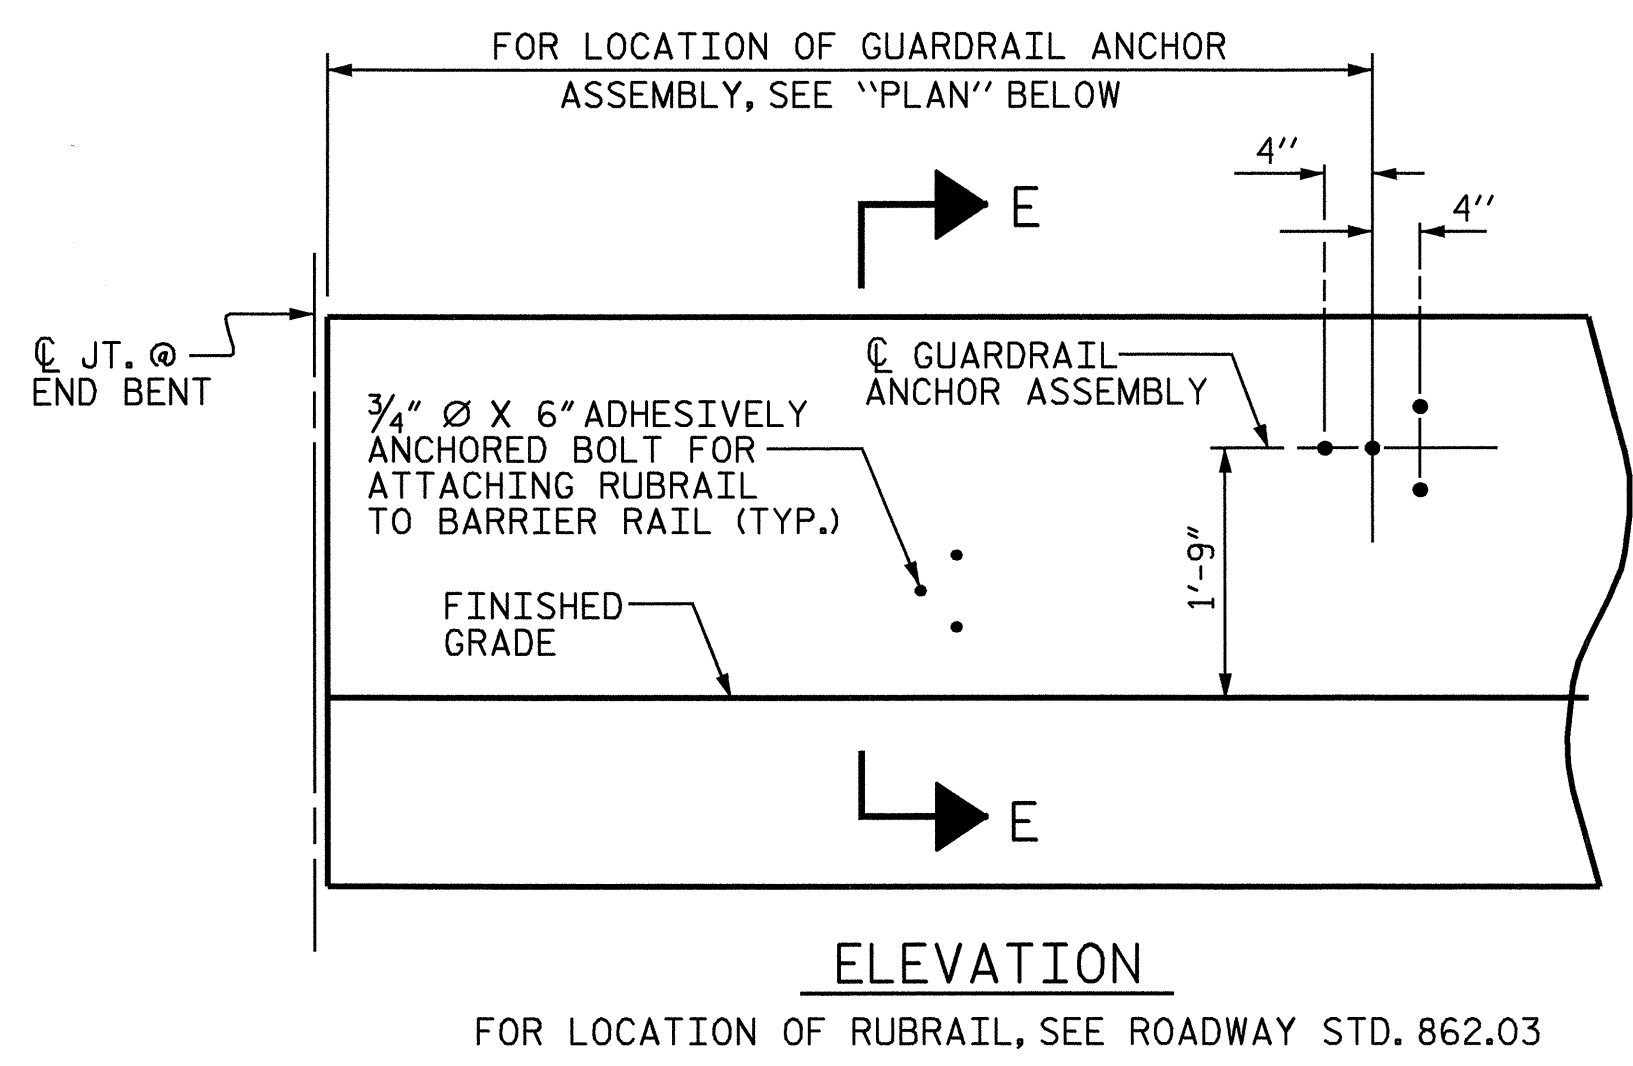 FOR LOCATION OF GUARDRAIL ANCHOR
ASSEMBLY, SEE "PLAN" BELOW
4"
4"
E
℄ JT. @
END BENT
℄ GUARDRAIL
ANCHOR ASSEMBLY
3/4" Ø X 6" ADHESIVELY
ANCHORED BOLT FOR
ATTACHING RUBRAIL
TO BARRIER RAIL (TYP.)
1'-9"
FINISHED
GRADE
E
ELEVATION
FOR LOCATION OF RUBRAIL, SEE ROADWAY STD. 862.03